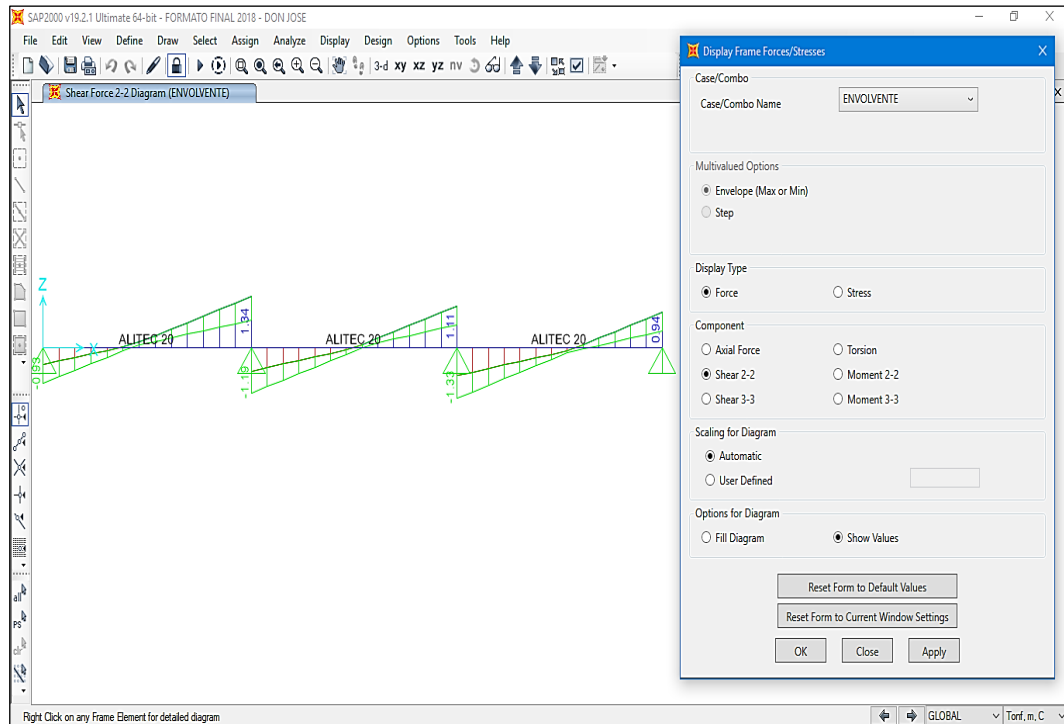 SAP2000 v19.2.1 Ultimate 64-bit - FORMATO FINAL 2018 - DON JOSE
File Edit View Define Draw Select Assign Analyze Display Design Options Tools Help
3-d xy xz yz nv
Shear Force 2-2 Diagram (ENVOLVENTE)
X
Z
X
ALITEC 20
ALITEC 20
ALITEC 20
-0.93
1.34
-1.19
1.11
-1.33
0.94
all
PS
clr
Display Frame Forces/Stresses
Case/Combo
Case/Combo Name ENVOLVENTE
Multivalued Options
Envelope (Max or Min)
Step
Display Type
Force Stress
Component
Axial Force Torsion
Shear 2-2 Moment 2-2
Shear 3-3 Moment 3-3
Scaling for Diagram
Automatic
User Defined
Options for Diagram
Fill Diagram Show Values
Reset Form to Default Values
Reset Form to Current Window Settings
OK Close Apply
Right Click on any Frame Element for detailed diagram
GLOBAL Tonf, m, C